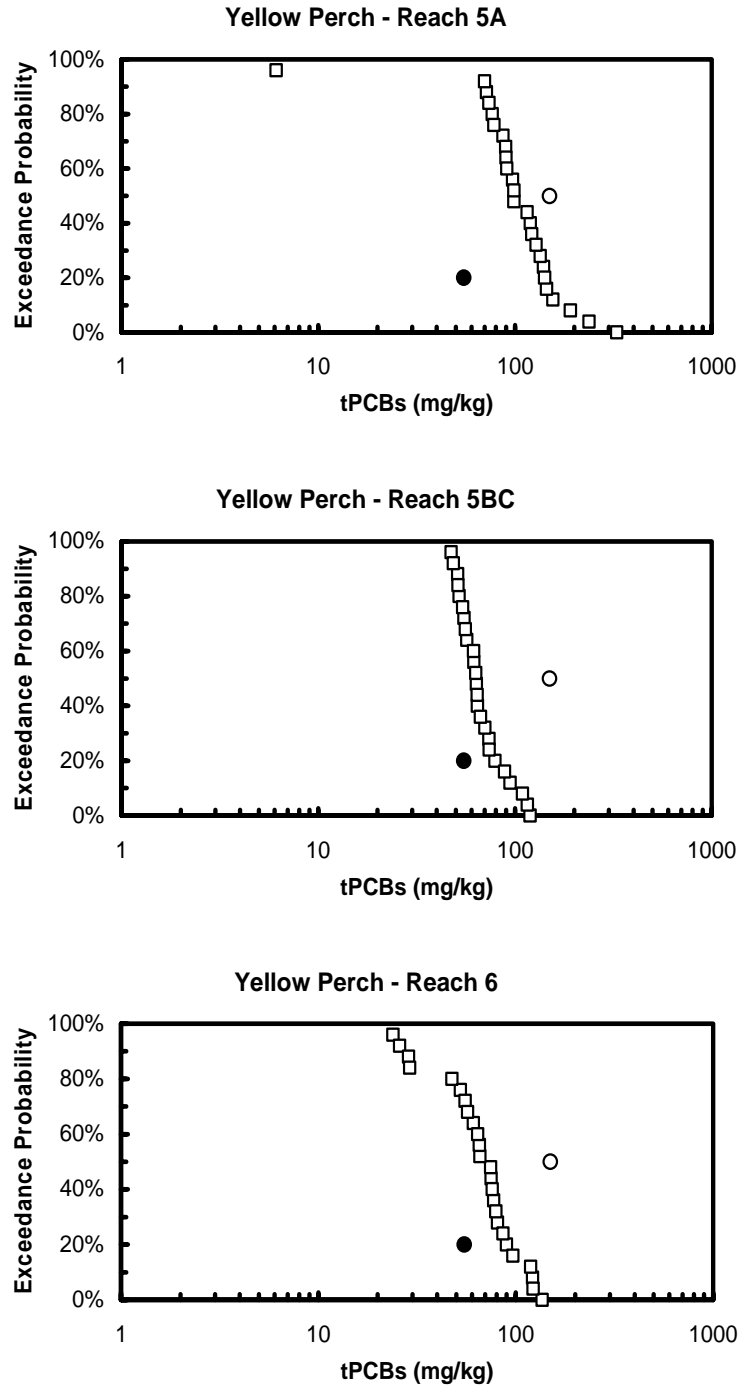 Yellow Perch - Reach 5A
Exceedance Probability
100%
80%
60%
40%
20%
0%
1 10 100 1000
tPCBs (mg/kg)
Yellow Perch - Reach 5BC
Exceedance Probability
100%
80%
60%
40%
20%
0%
1 10 100 1000
tPCBs (mg/kg)
Yellow Perch - Reach 6
Exceedance Probability
100%
80%
60%
40%
20%
0%
1 10 100 1000
tPCBs (mg/kg)